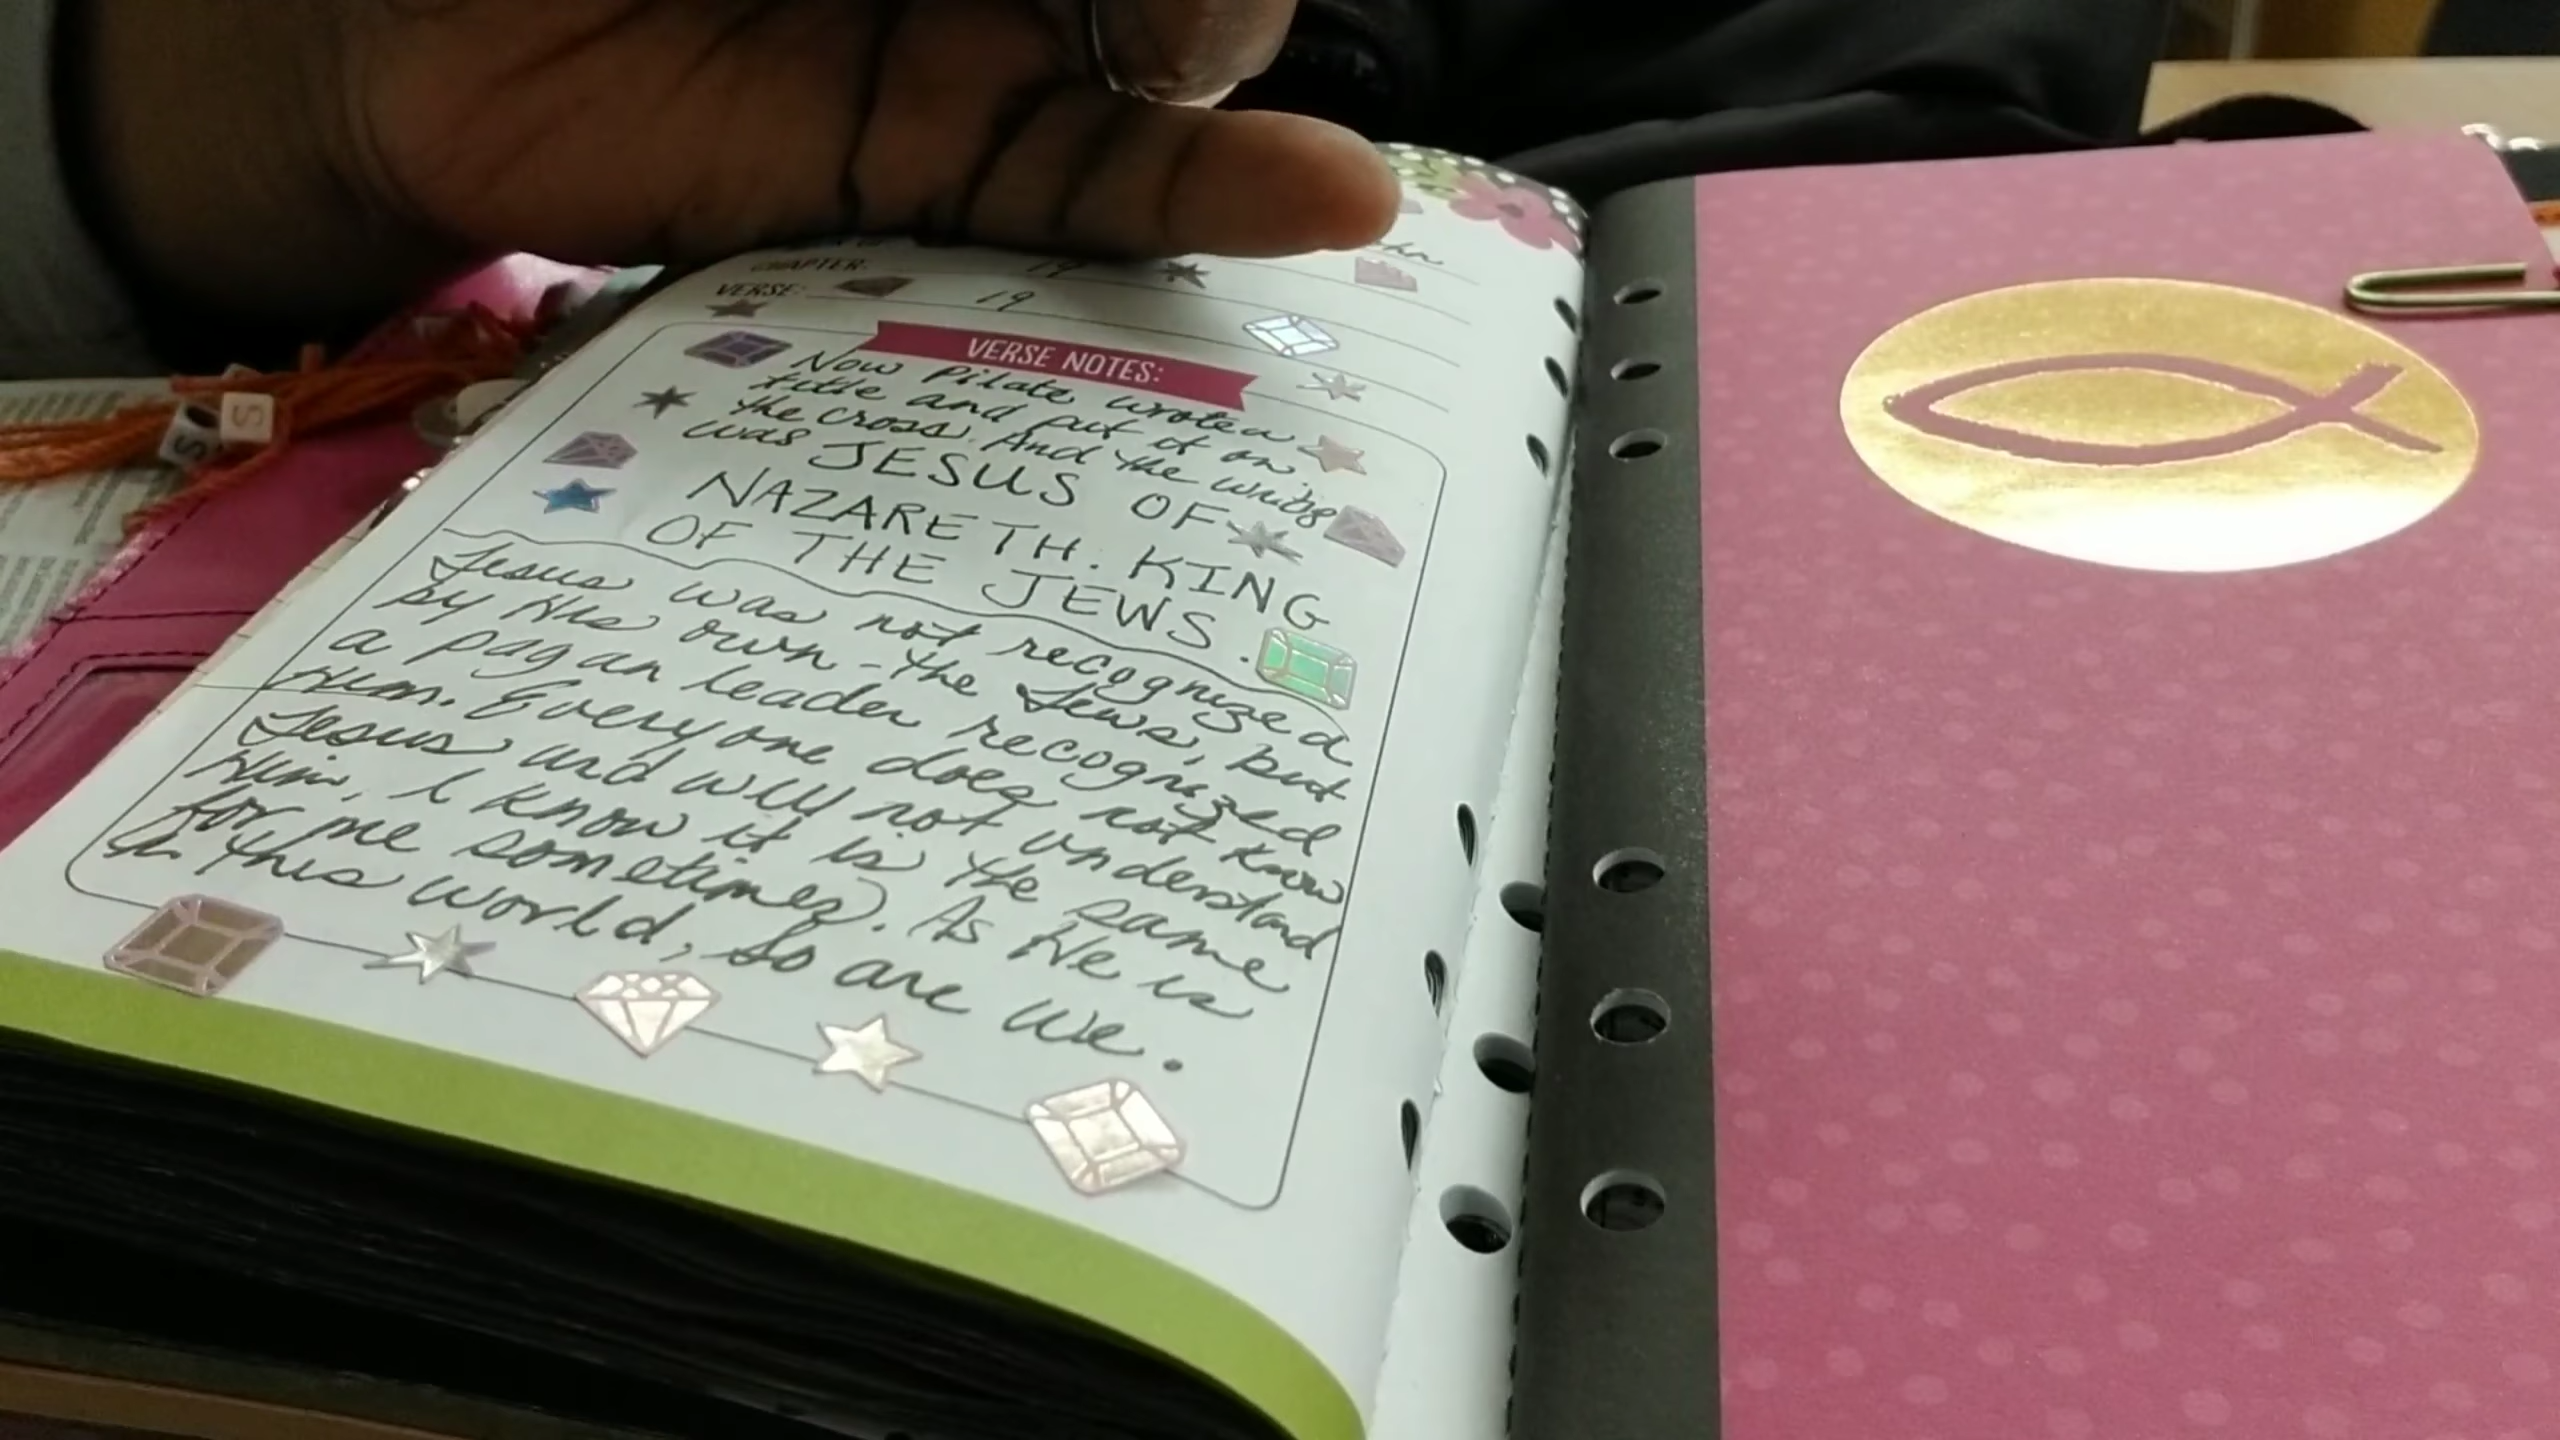 CHAPTER: 19
VERSE: 19
VERSE NOTES:
Now Pilate wrote a
title and put it on
the cross. And the writing
was JESUS OF
NAZARETH. KING
OF THE JEWS.
Jesus was not recognized
by His own - the Jews, but
a pagan leader recognized
Him. Everyone does not know
Jesus and will not understand
Him. I know it is the same
for me sometimes. As He is
in this world, so are we.
S S